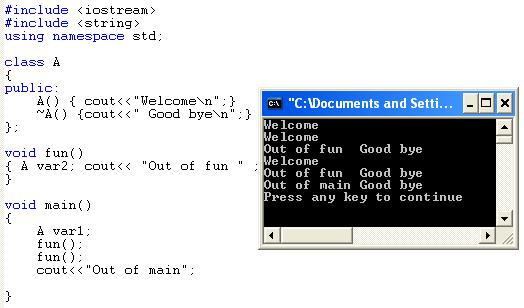 #include <iostream>
#include <string>
using namespace std;
class A
{
public:
    A() { cout<<"Welcome\n";}
    ~A() {cout<<" Good bye\n";}
};
void fun()
{ A var2; cout<< "Out of fun " ;
}
void main()
{
    A var1;
    fun();
    fun();
    cout<<"Out of main";
}
"C:\Documents and Setti...
Welcome
Welcome
Out of fun  Good bye
Welcome
Out of fun  Good bye
Out of main Good bye
Press any key to continue